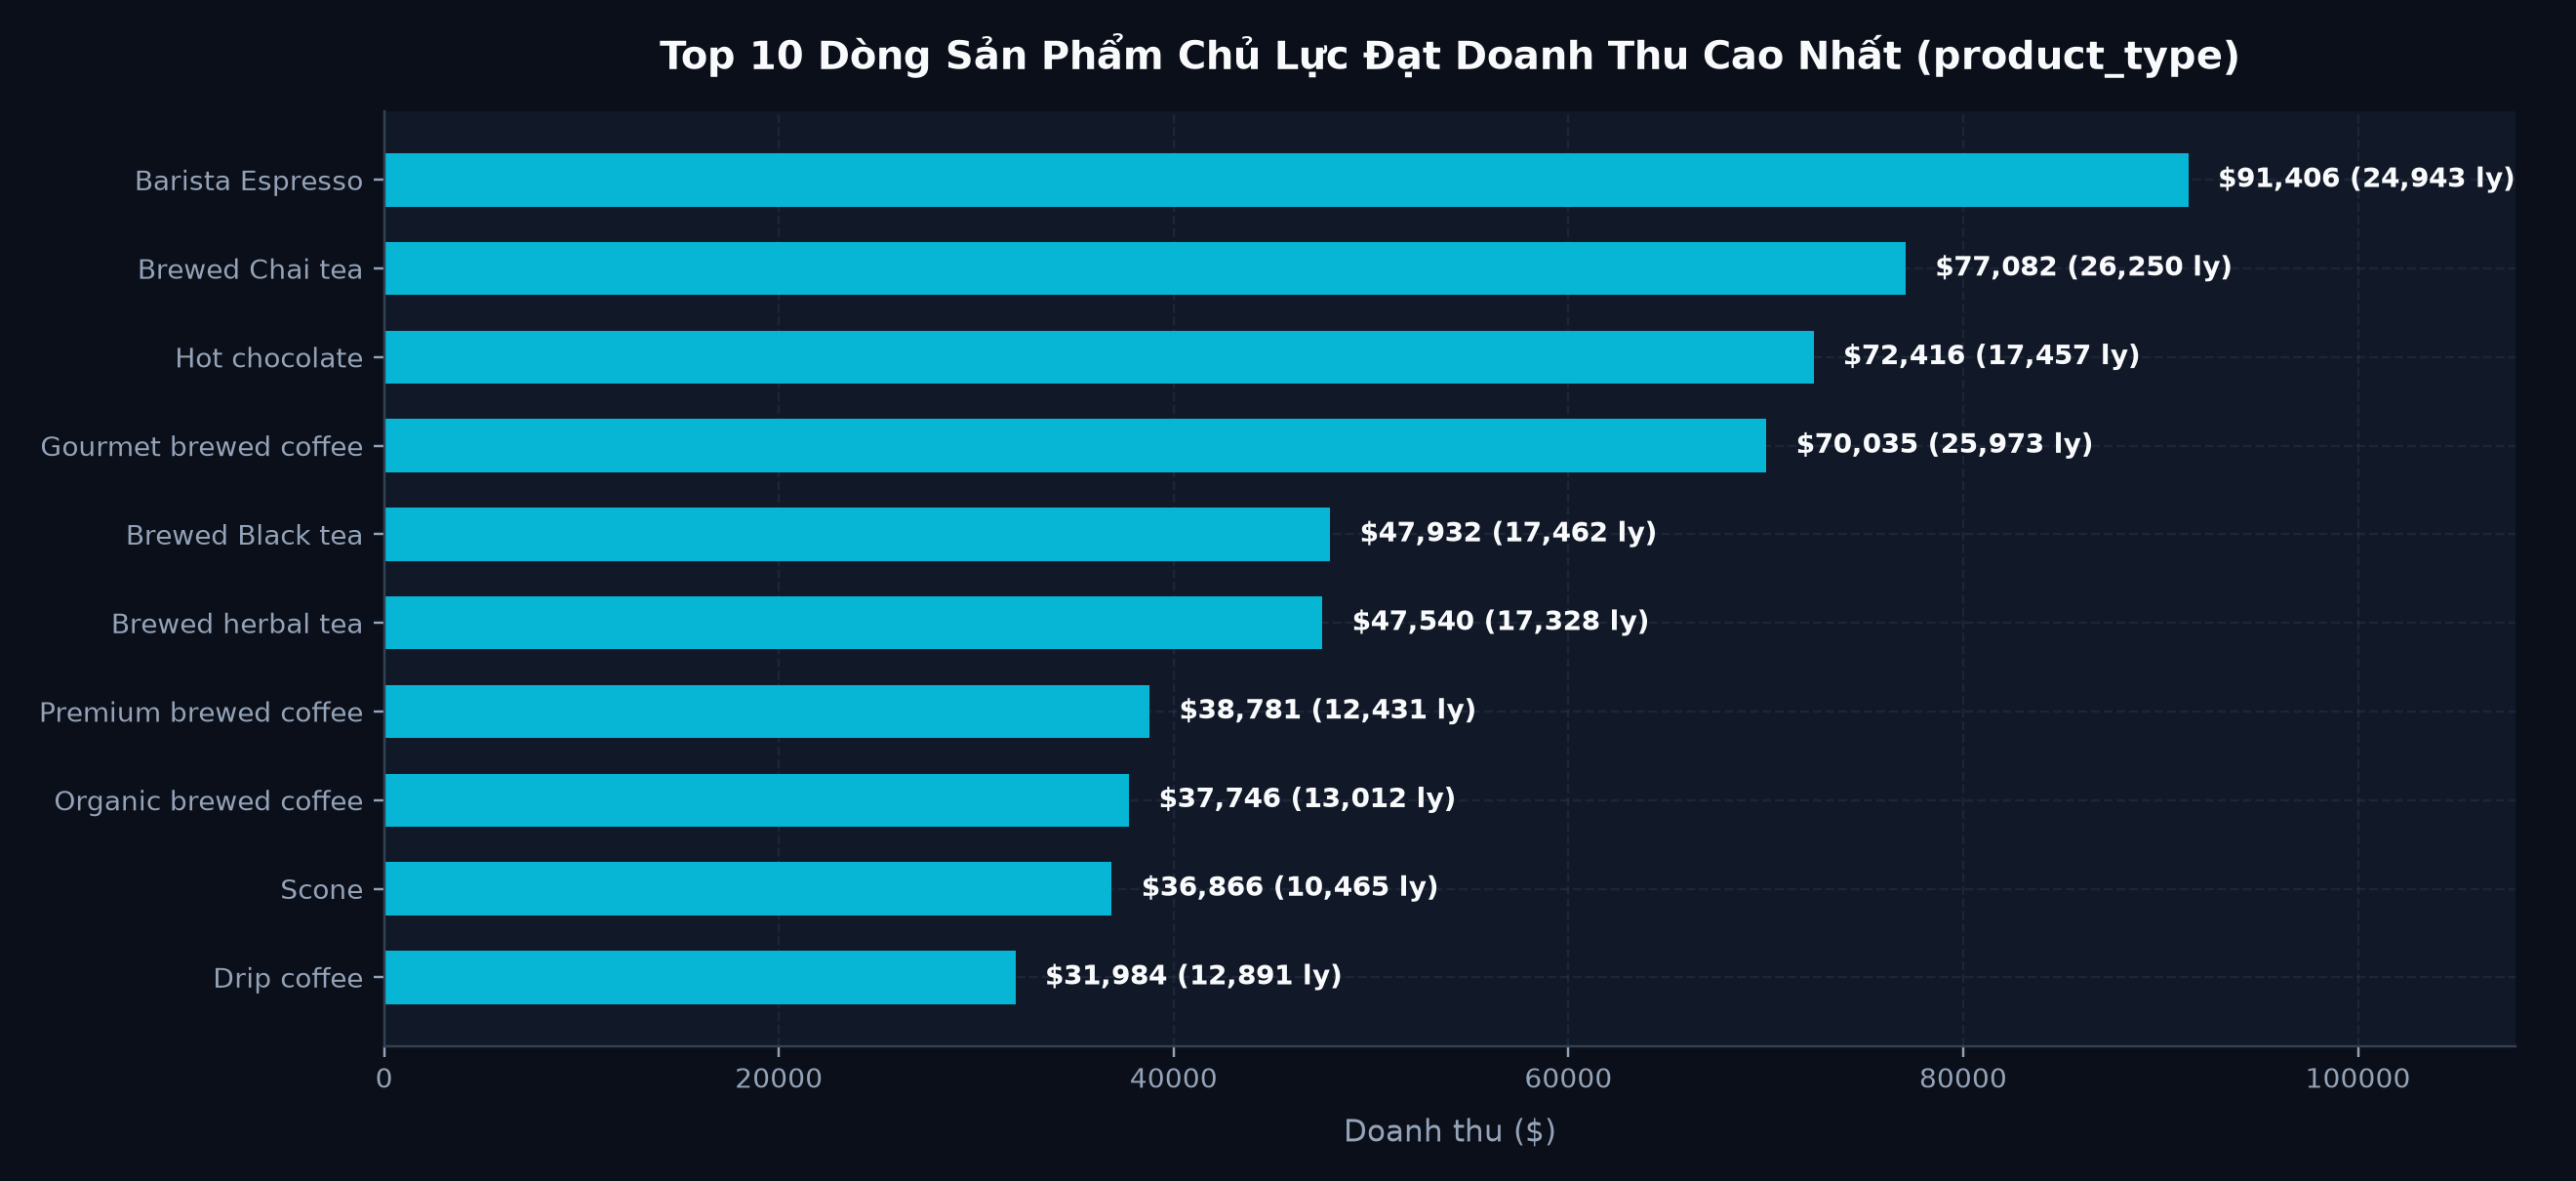 Top 10 Dòng Sản Phẩm Chủ Lực Đạt Doanh Thu Cao Nhất (product_type)
Barista Espresso $91,406 (24,943 ly)
Brewed Chai tea $77,082 (26,250 ly)
Hot chocolate $72,416 (17,457 ly)
Gourmet brewed coffee $70,035 (25,973 ly)
Brewed Black tea $47,932 (17,462 ly)
Brewed herbal tea $47,540 (17,328 ly)
Premium brewed coffee $38,781 (12,431 ly)
Organic brewed coffee $37,746 (13,012 ly)
Scone $36,866 (10,465 ly)
Drip coffee $31,984 (12,891 ly)
0 20000 40000 60000 80000 100000
Doanh thu ($)